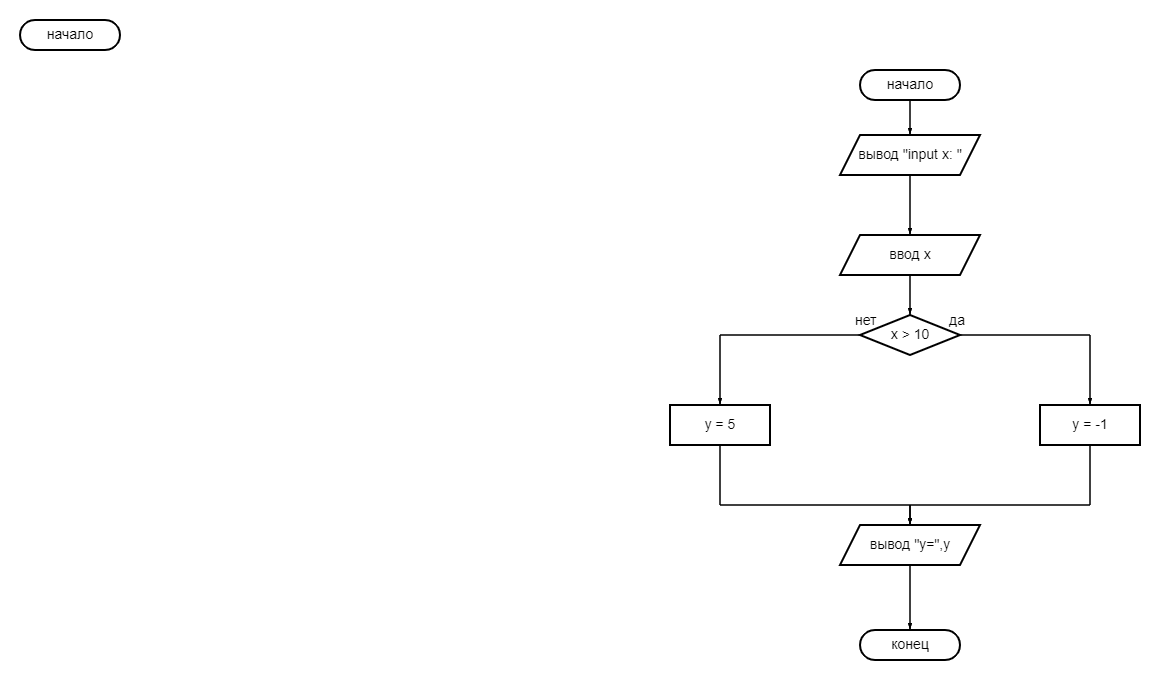 начало
начало
вывод "input x: "
ввод x
нет
да
x > 10
y = 5
y = -1
вывод "y=",y
конец